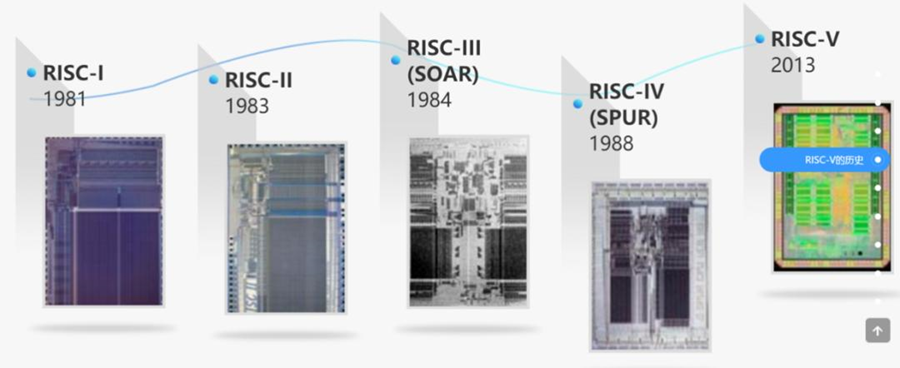 RISC-I
1981
RISC-II
1983
RISC-III
(SOAR)
1984
RISC-IV
(SPUR)
1988
RISC-V
2013
RISC-V的历史